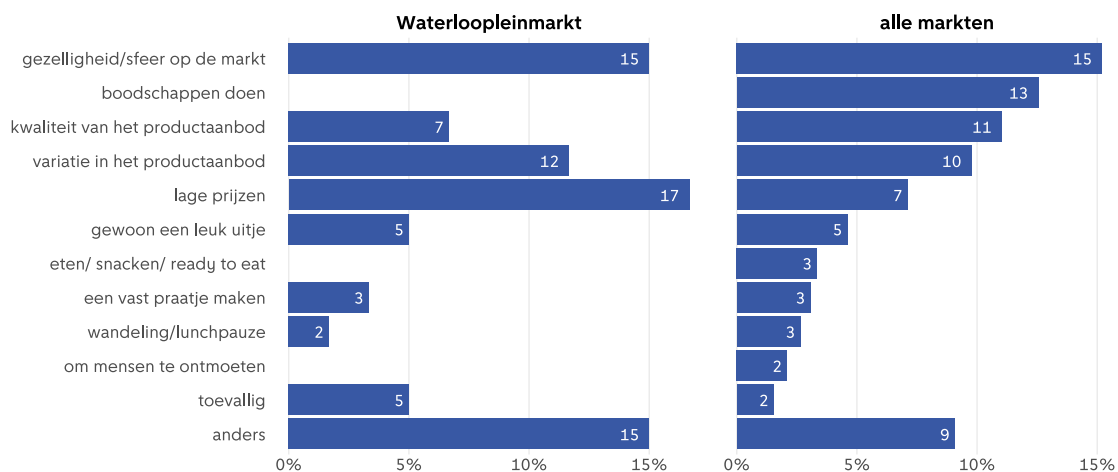 Waterloopleinmarkt alle markten
gezelligheid/sfeer op de markt 15 15
boodschappen doen 13
kwaliteit van het productaanbod 7 11
variatie in het productaanbod 12 10
lage prijzen 17 7
gewoon een leuk uitje 5 5
eten/ snacken/ ready to eat 3
een vast praatje maken 3 3
wandeling/lunchpauze 2 3
om mensen te ontmoeten 2
toevallig 5 2
anders 15 9
0% 5% 10% 15% 0% 5% 10% 15%